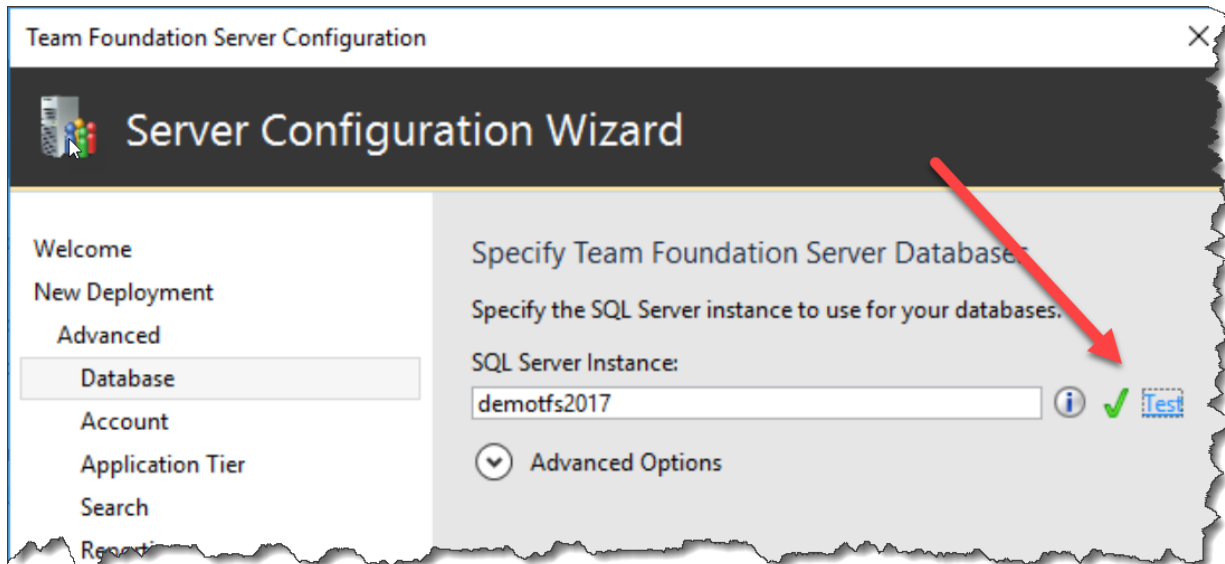 Team Foundation Server Configuration
Server Configuration Wizard
Welcome
New Deployment
Advanced
Database
Account
Application Tier
Search
Specify Team Foundation Server Databases
Specify the SQL Server instance to use for your databases.
SQL Server Instance:
demotfs2017
Test
Advanced Options